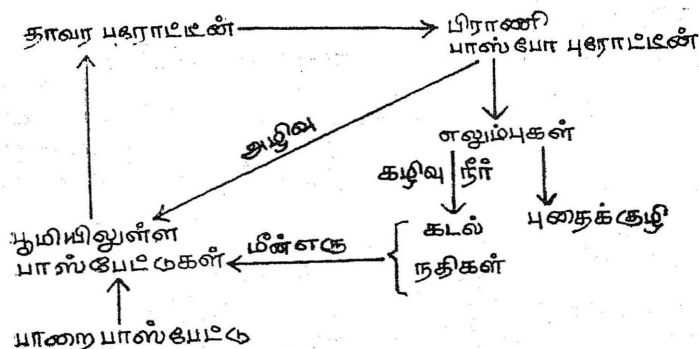 தாவர புரோட்டீன்
பிராணி
பாஸ்போ புரோட்டீன்
அழிவு
எலும்புகள்
கழிவு நீர்
பூமியிலுள்ள
பாஸ்பேட்டுகள்
மீன்எரு
கடல்
நதிகள்
புதைக்குழி
பாறை பாஸ்பேட்டு